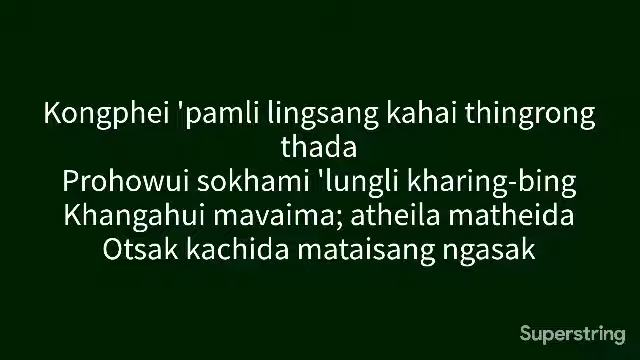 Kongphei 'pamli lingsang kahai thingrong
thada
Prohowui sokhami 'lungli kharing-bing
Khangahui mavaima; atheila matheida
Otsak kachida mataisang ngasak
Superstring